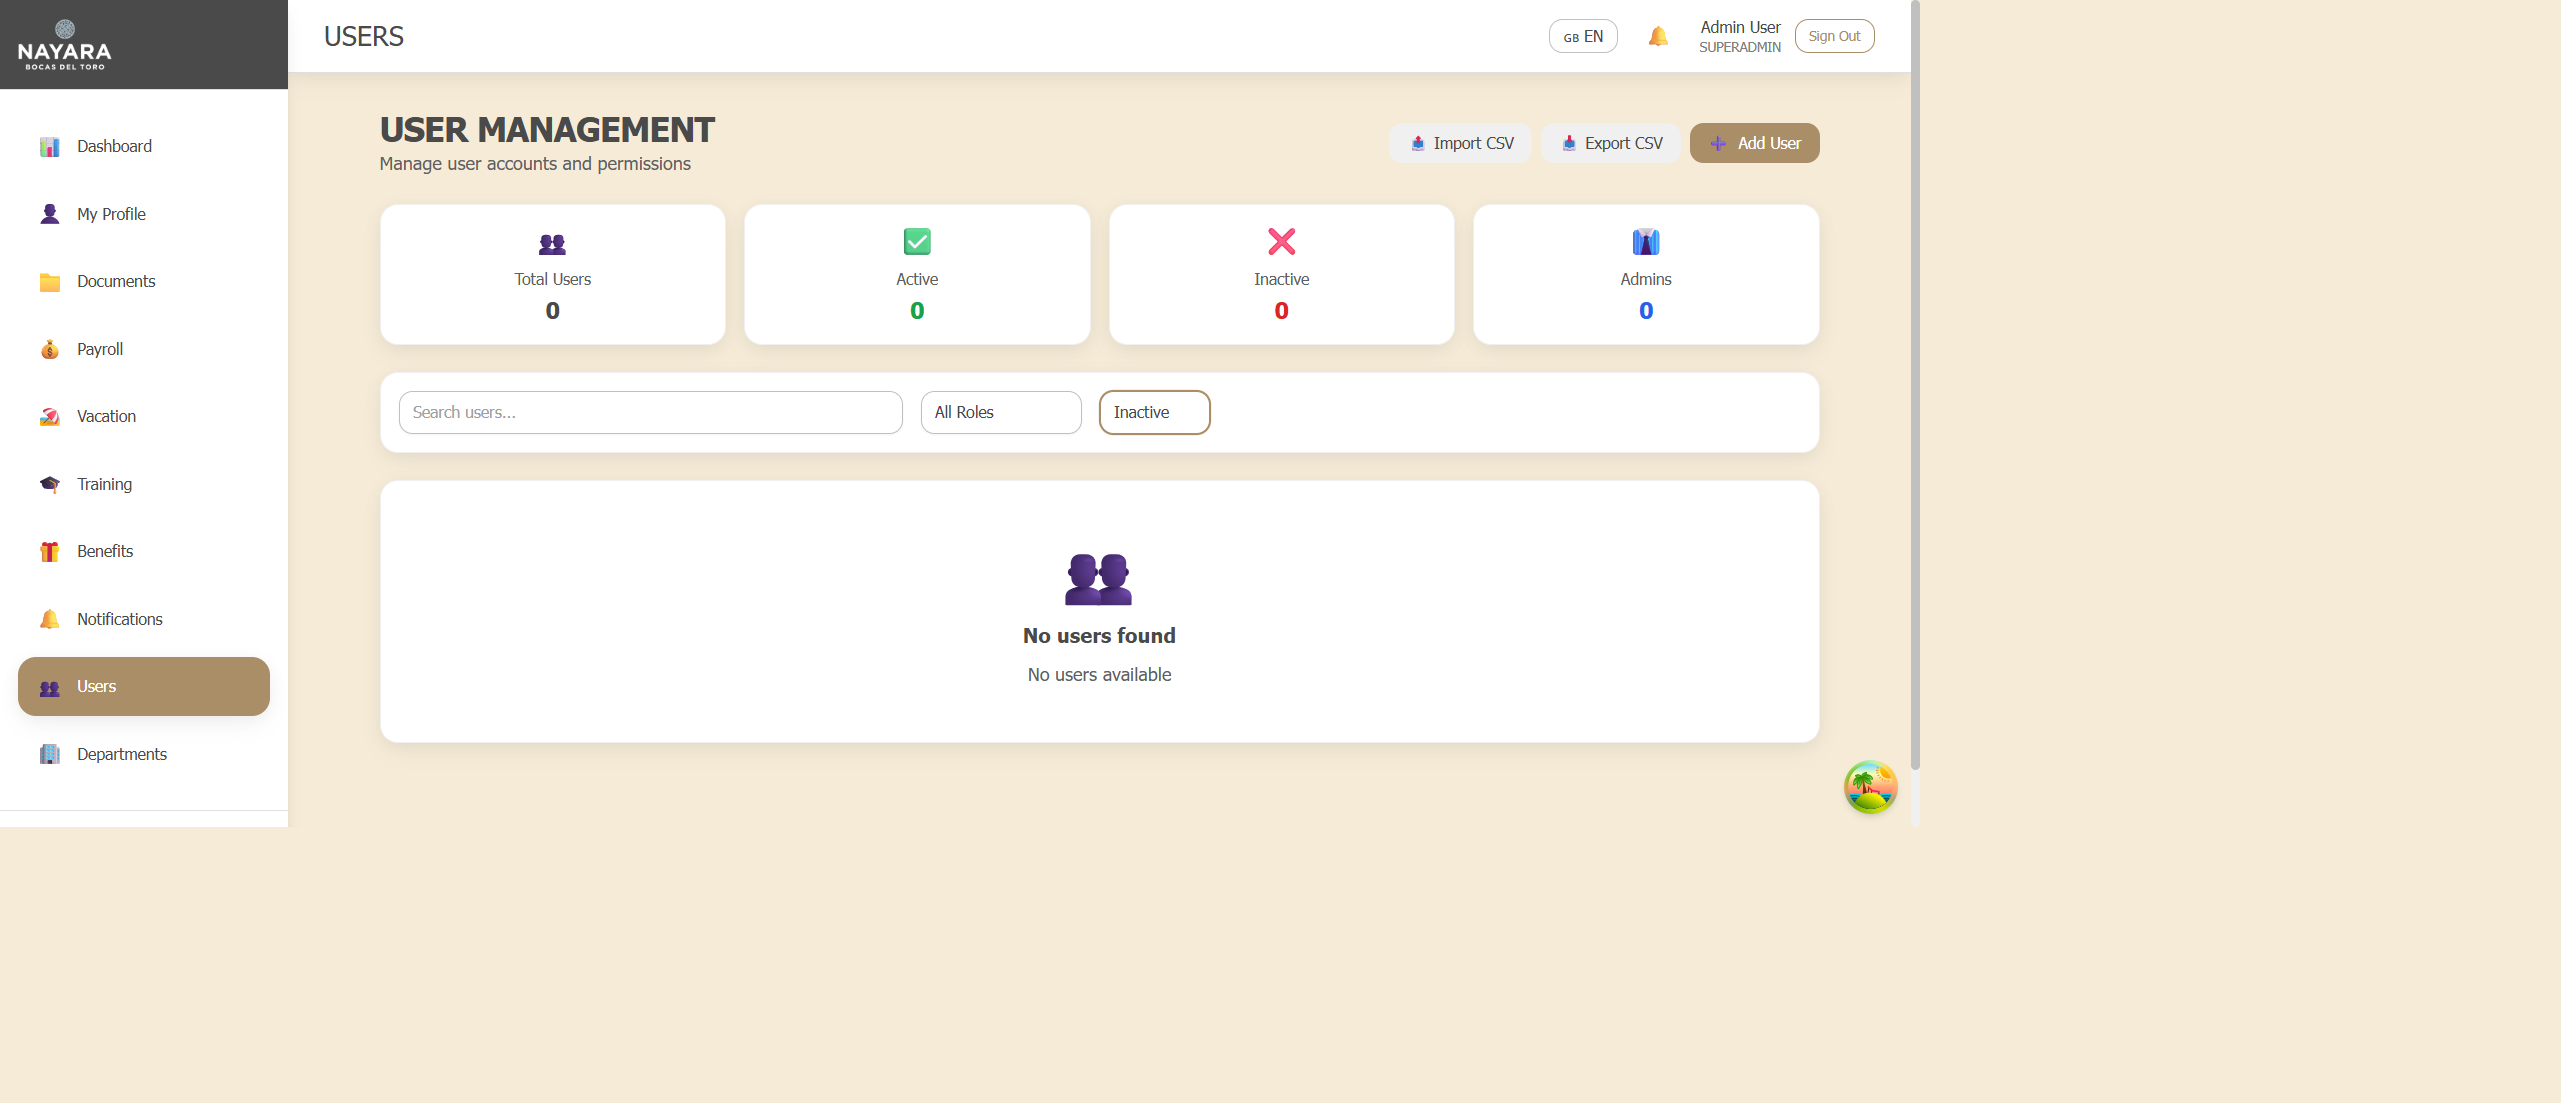 NAYARA
BOCAS DEL TORO
USERS
GB EN
Admin User
SUPERADMIN
Sign Out
Dashboard
My Profile
Documents
Payroll
Vacation
Training
Benefits
Notifications
Users
Departments
USER MANAGEMENT
Manage user accounts and permissions
Import CSV
Export CSV
Add User
Total Users
0
Active
0
Inactive
0
Admins
0
Search users...
All Roles
Inactive
No users found
No users available